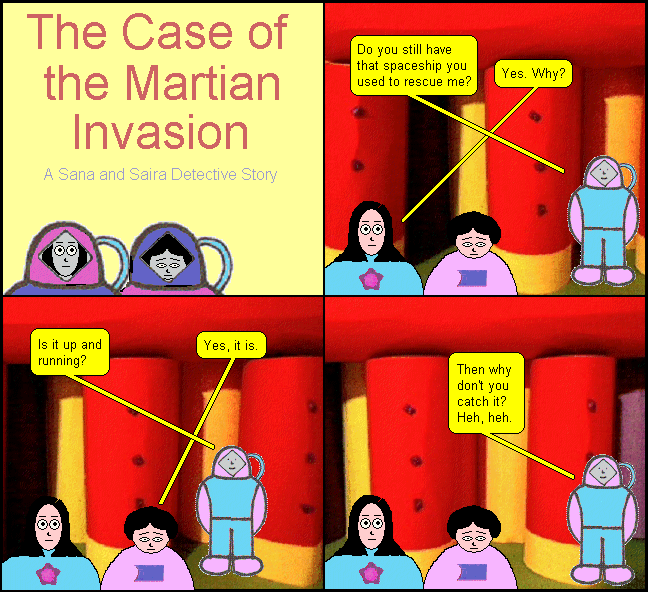 The Case of
the Martian
Invasion
A Sana and Saira Detective Story
Do you still have
that spaceship you
used to rescue me?
Yes. Why?
Is it up and
running?
Yes, it is.
Then why
don't you
catch it?
Heh, heh.